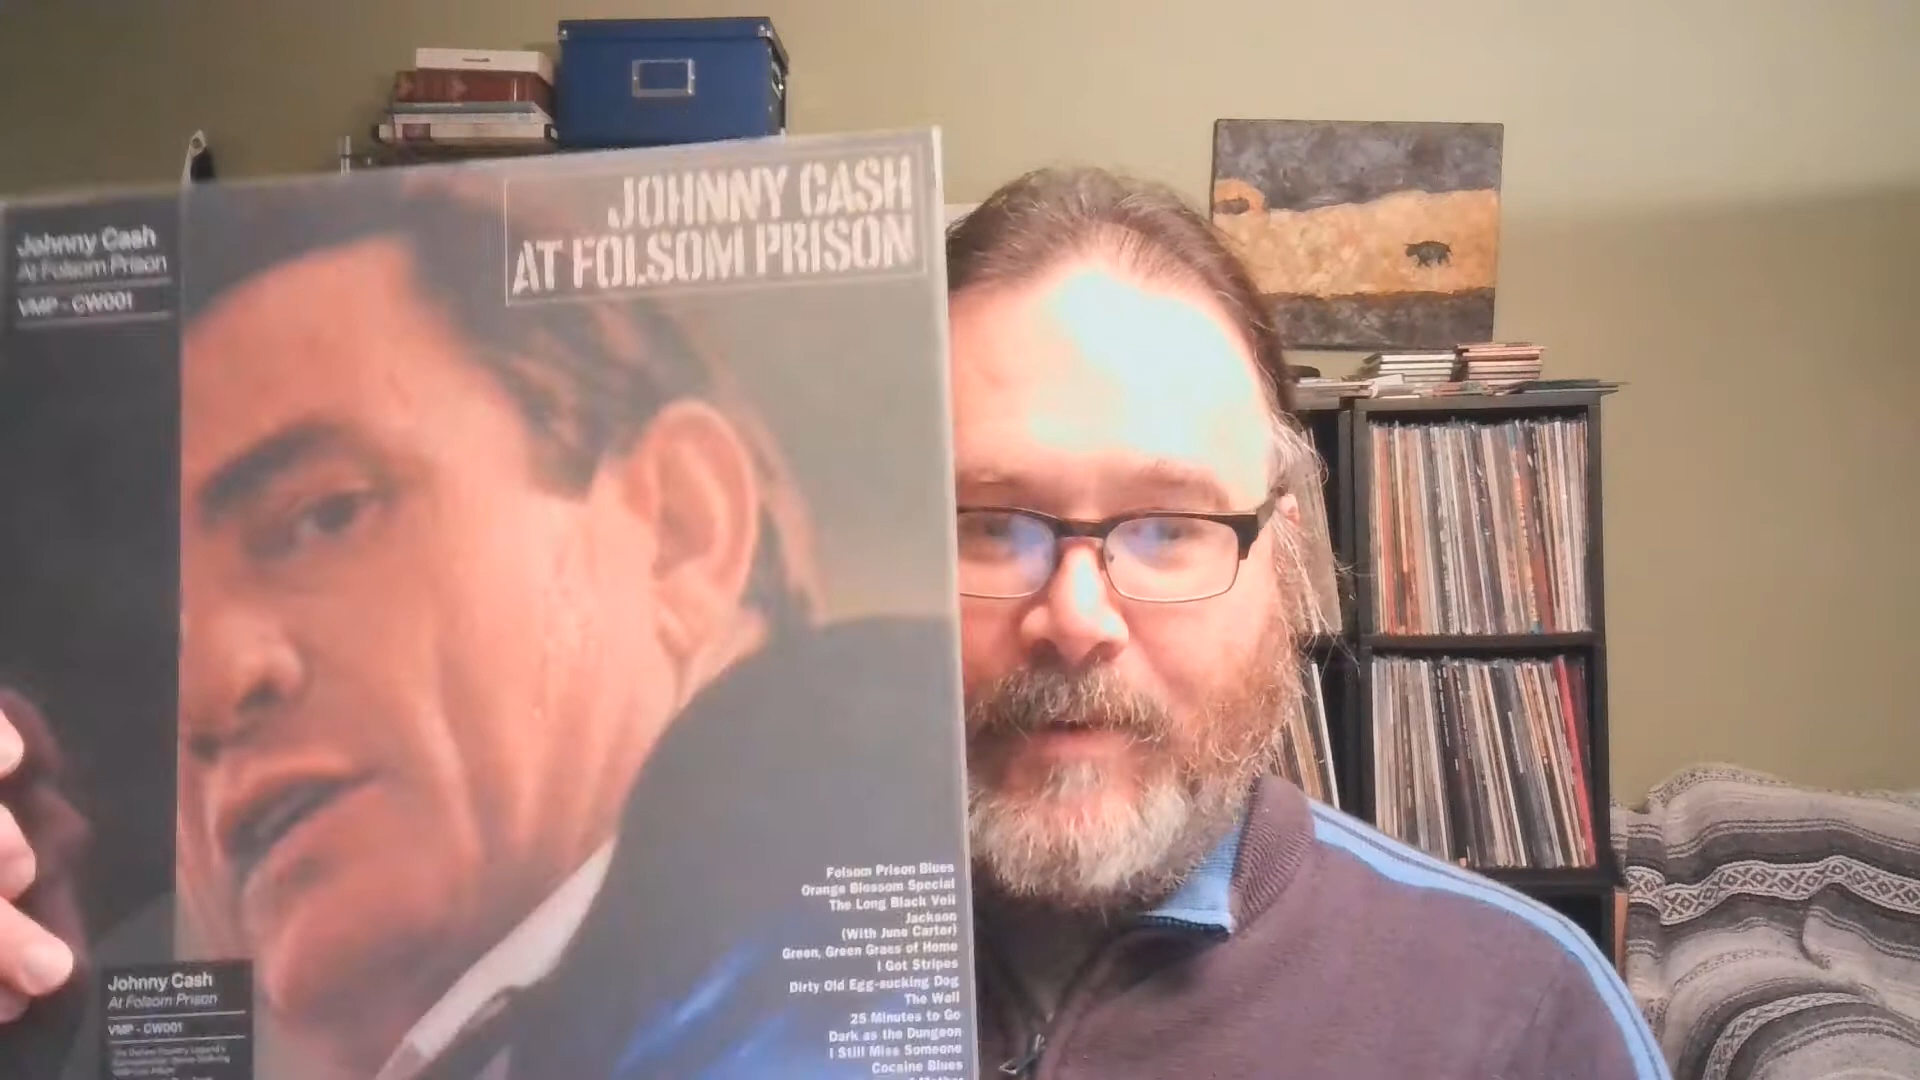 JOHNNY CASH
AT FOLSOM PRISON
Johnny Cash
At Folsom Prison
VMP - CW001
Folsom Prison Blues
Orange Blossom Special
The Long Black Veil
Jackson
(With June Carter)
Green, Green Grass of Home
I Got Stripes
Dirty Old Egg-sucking Dog
The Wall
25 Minutes to Go
Dark as the Dungeon
I Still Miss Someone
Cocaine Blues
Johnny Cash
At Folsom Prison
VMP - CW001